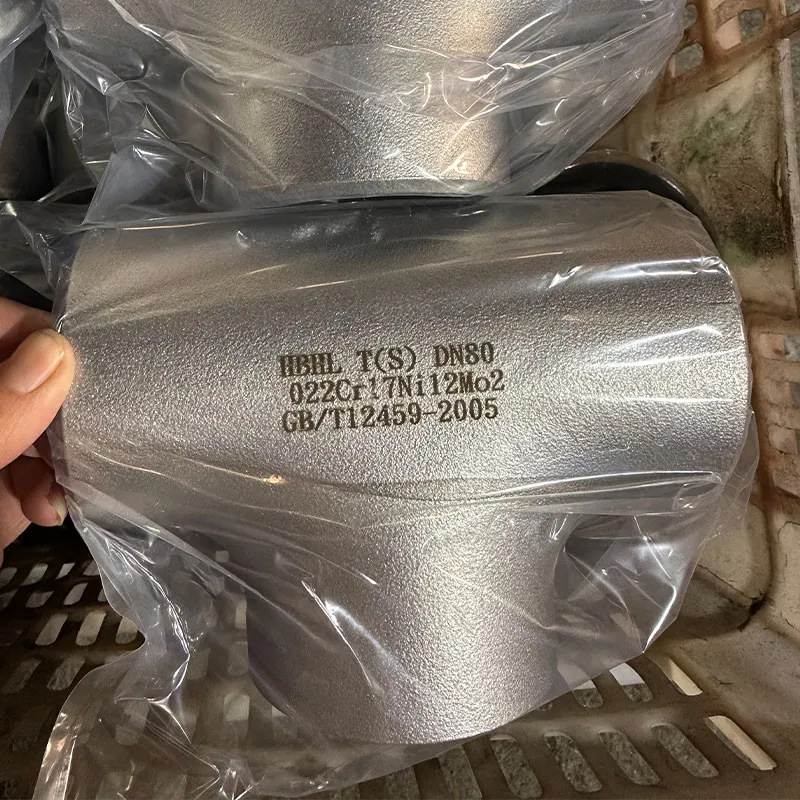 HBHL T(S) DN80
022Cr17Ni12Mo2
GB/T12459-2005